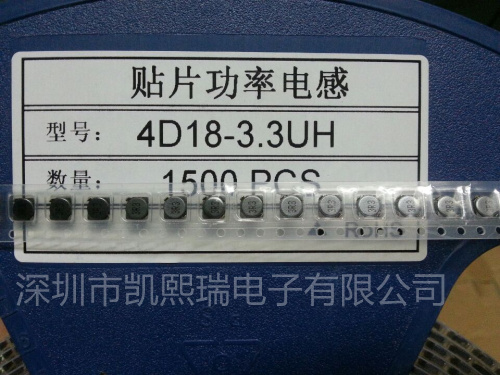 贴片功率电感
型号: 4D18-3.3UH
数量: 1500 PCS
RoHS
深圳市凯熙瑞电子有限公司